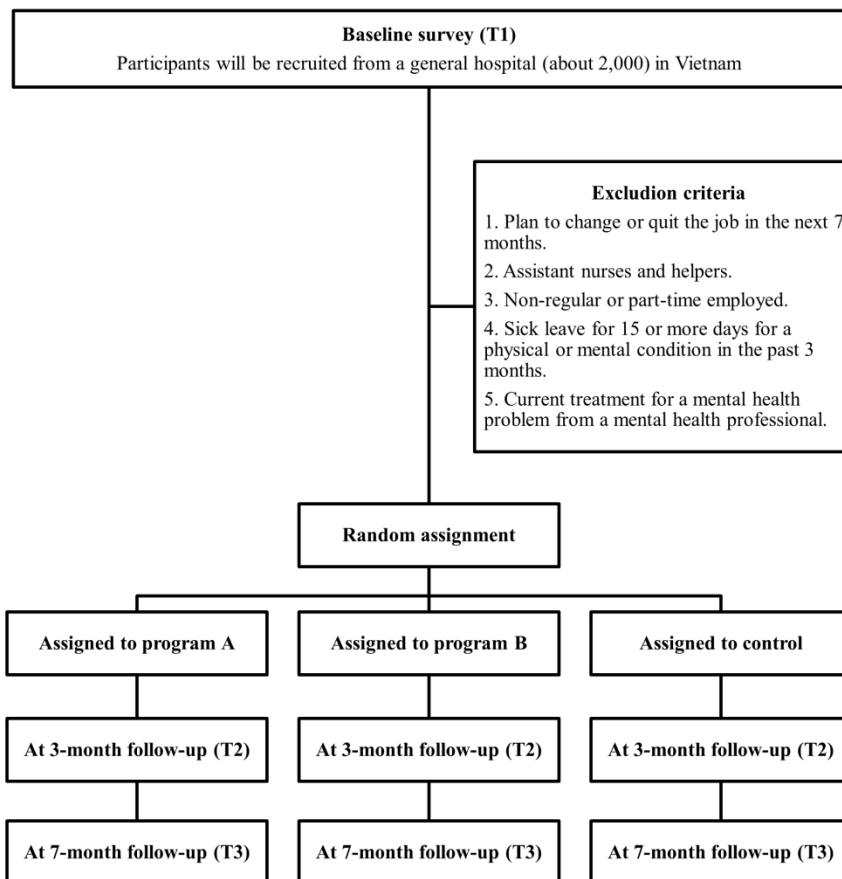 Baseline survey (T1)
Participants will be recruited from a general hospital (about 2,000) in Vietnam
Excludion criteria
1. Plan to change or quit the job in the next 7
months.
2. Assistant nurses and helpers.
3. Non-regular or part-time employed.
4. Sick leave for 15 or more days for a
physical or mental condition in the past 3
months.
5. Current treatment for a mental health
problem from a mental health professional.
Random assignment
Assigned to program A
Assigned to program B
Assigned to control
At 3-month follow-up (T2)
At 3-month follow-up (T2)
At 3-month follow-up (T2)
At 7-month follow-up (T3)
At 7-month follow-up (T3)
At 7-month follow-up (T3)